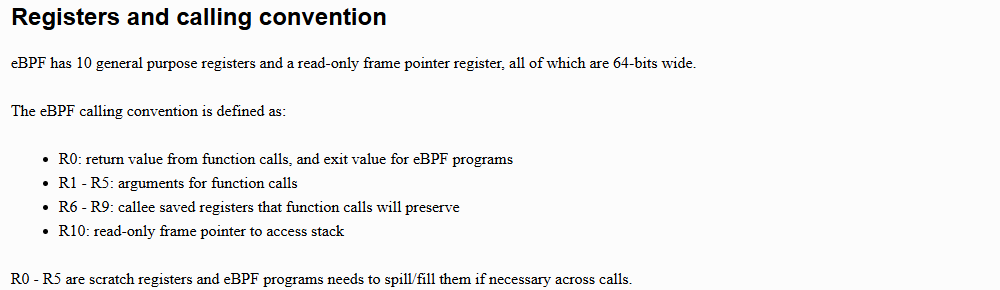 Registers and calling convention
eBPF has 10 general purpose registers and a read-only frame pointer register, all of which are 64-bits wide.
The eBPF calling convention is defined as:
• R0: return value from function calls, and exit value for eBPF programs
• R1 - R5: arguments for function calls
• R6 - R9: callee saved registers that function calls will preserve
• R10: read-only frame pointer to access stack
R0 - R5 are scratch registers and eBPF programs needs to spill/fill them if necessary across calls.